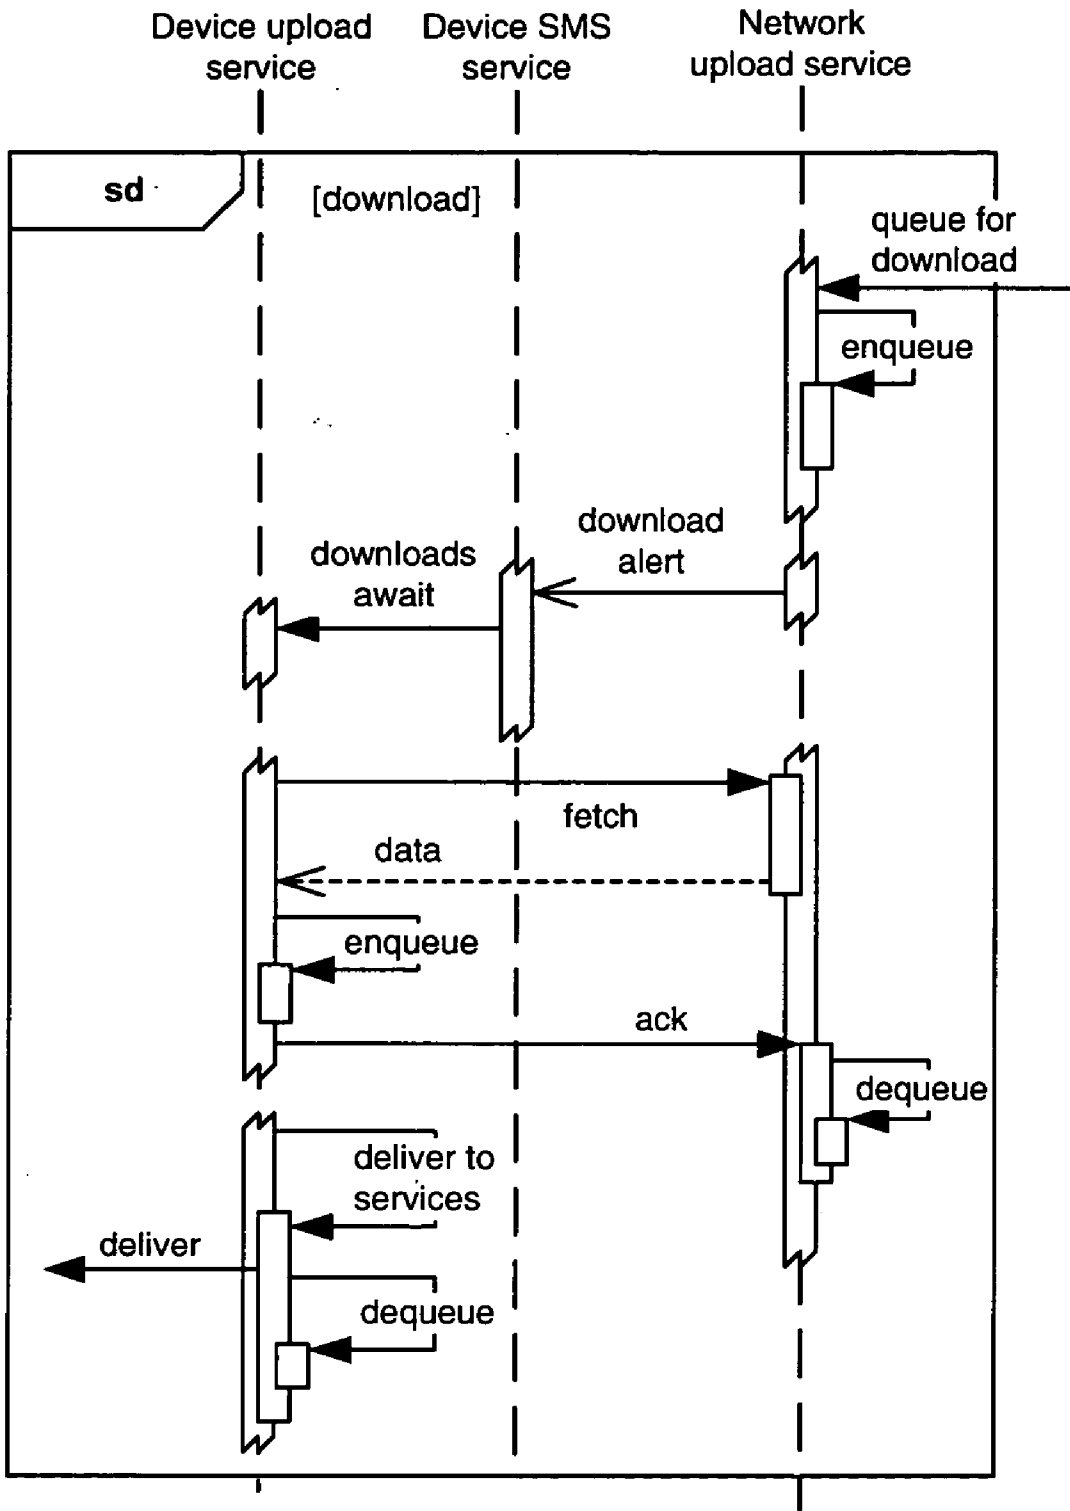 Device upload
service
Device SMS
service
Network
upload service
sd
[download]
queue for
download
enqueue
download
alert
downloads
await
fetch
data
enqueue
ack
dequeue
deliver to
services
deliver
dequeue